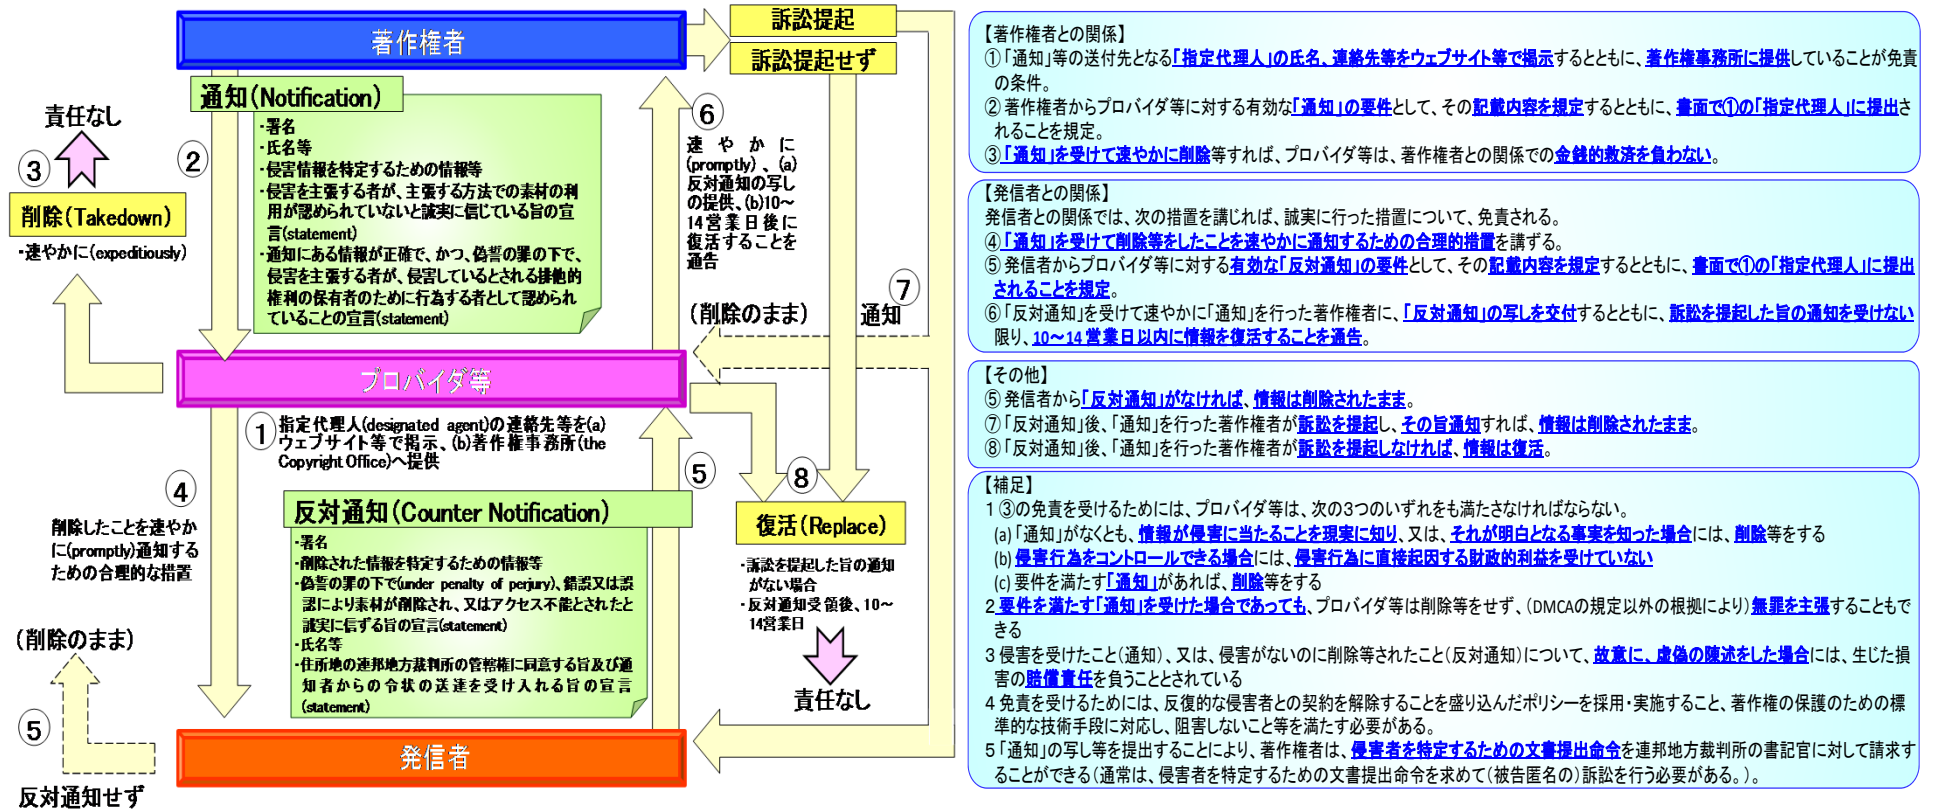 著作権者
訴訟提起
訴訟提起せず
通知(Notification)
・署名
・氏名等
・侵害情報を特定するための情報等
・侵害を主張する者が、主張する方法での素材の利
用が認められていないと誠実に信じている旨の宣
言(statement)
・通知にある情報が正確で、かつ、偽誓の罪の下で、
侵害を主張する者が、侵害しているとされる排他的
権利の保有者のために行為する者として認められ
ていることの宣言(statement)
②
責任なし
③
削除(Takedown)
・速やかに(expeditiously)
⑥
速やかに
(promptly)、(a)
反対通知の写し
の提供、(b)10~
14営業日後に
復活することを
通告
⑦
通知
(削除のまま)
プロバイダ等
①
指定代理人(designated agent)の連絡先等を(a)
ウェブサイト等で掲示、(b)著作権事務所(the
Copyright Office)へ提供
④
削除したことを速やか
に(promptly)通知する
ための合理的な措置
⑤
反対通知(Counter Notification)
・署名
・削除された情報を特定するための情報等
・偽誓の罪の下で(under penalty of perjury)、錯誤又は誤
認により素材が削除され、又はアクセス不能とされたと
誠実に信ずる旨の宣言(statement)
・氏名等
・住所地の連邦地方裁判所の管轄権に同意する旨及び通
知者からの令状の送達を受け入れる旨の宣言
(statement)
⑧
復活(Replace)
・訴訟を提起した旨の通知
がない場合
・反対通知受領後、10~
14営業日
責任なし
(削除のまま)
⑤
反対通知せず
発信者
【著作権者との関係】
①「通知」等の送付先となる「指定代理人」の氏名、連絡先等をウェブサイト等で掲示するとともに、著作権事務所に提供していることが免責
の条件。
② 著作権者からプロバイダ等に対する有効な「通知」の要件として、その記載内容を規定するとともに、書面で①の「指定代理人」に提出さ
れることを規定。
③「通知」を受けて速やかに削除等すれば、プロバイダ等は、著作権者との関係での金銭的救済を負わない。
【発信者との関係】
発信者との関係では、次の措置を講じれば、誠実に行った措置について、免責される。
④「通知」を受けて削除等をしたことを速やかに通知するための合理的措置を講ずる。
⑤ 発信者からプロバイダ等に対する有効な「反対通知」の要件として、その記載内容を規定するとともに、書面で①の「指定代理人」に提出
されることを規定。
⑥「反対通知」を受けて速やかに「通知」を行った著作権者に、「反対通知」の写しを交付するとともに、訴訟を提起した旨の通知を受けない
限り、10~14 営業日以内に情報を復活することを通告。
【その他】
⑤ 発信者から「反対通知」がなければ、情報は削除されたまま。
⑦「反対通知」後、「通知」を行った著作権者が訴訟を提起し、その旨通知すれば、情報は削除されたまま。
⑧「反対通知」後、「通知」を行った著作権者が訴訟を提起しなければ、情報は復活。
【補足】
1 ③の免責を受けるためには、プロバイダ等は、次の3つのいずれをも満たさなければならない。
(a)「通知」がなくとも、情報が侵害に当たることを現実に知り、又は、それが明白となる事実を知った場合には、削除等をする
(b) 侵害行為をコントロールできる場合には、侵害行為に直接起因する財政的利益を受けていない
(c) 要件を満たす「通知」があれば、削除等をする
2 要件を満たす「通知」を受けた場合であっても、プロバイダ等は削除等をせず、(DMCAの規定以外の根拠により)無罪を主張することもで
きる
3 侵害を受けたこと(通知)、又は、侵害がないのに削除等されたこと(反対通知)について、故意に、虚偽の陳述をした場合には、生じた損
害の賠償責任を負うこととされている
4 免責を受けるためには、反復的な侵害者との契約を解除することを盛り込んだポリシーを採用・実施すること、著作権の保護のための標
準的な技術手段に対応し、阻害しないこと等を満たす必要がある。
5「通知」の写し等を提出することにより、著作権者は、侵害者を特定するための文書提出命令を連邦地方裁判所の書記官に対して請求す
ることができる(通常は、侵害者を特定するための文書提出命令を求めて(被告匿名の)訴訟を行う必要がある。)。